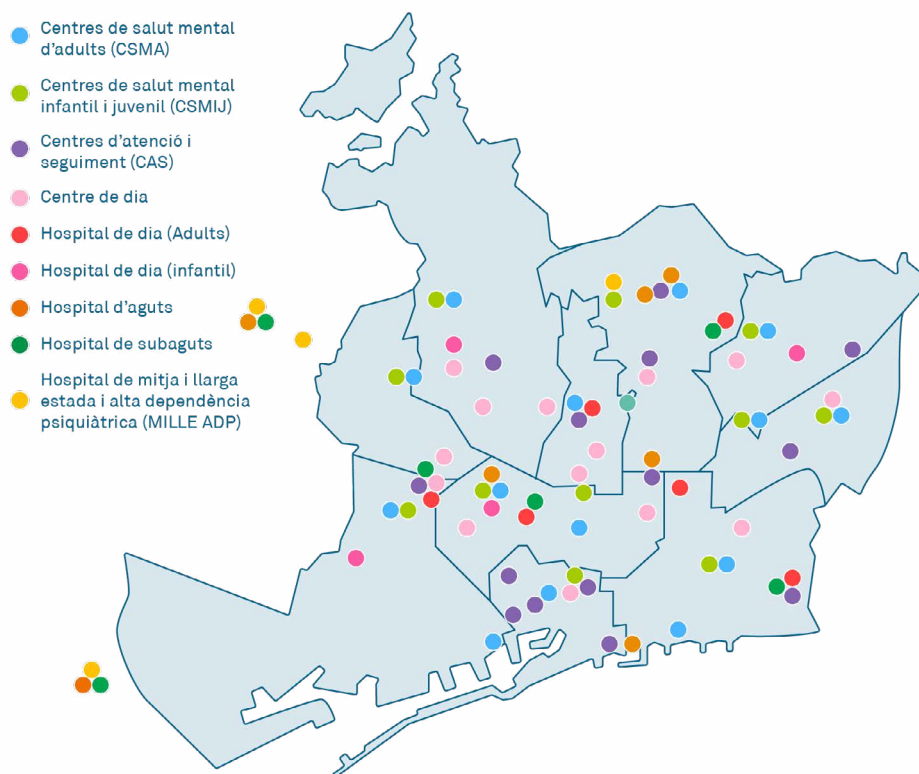 Centres de salut mental
d'adults (CSMA)
Centres de salut mental
infantil i juvenil (CSMIJ)
Centres d'atenció i
seguiment (CAS)
Centre de dia
Hospital de dia (Adults)
Hospital de dia (infantil)
Hospital d'aguts
Hospital de subaguts
Hospital de mitja i llarga
estada i alta dependència
psiquiàtrica (MILLE ADP)